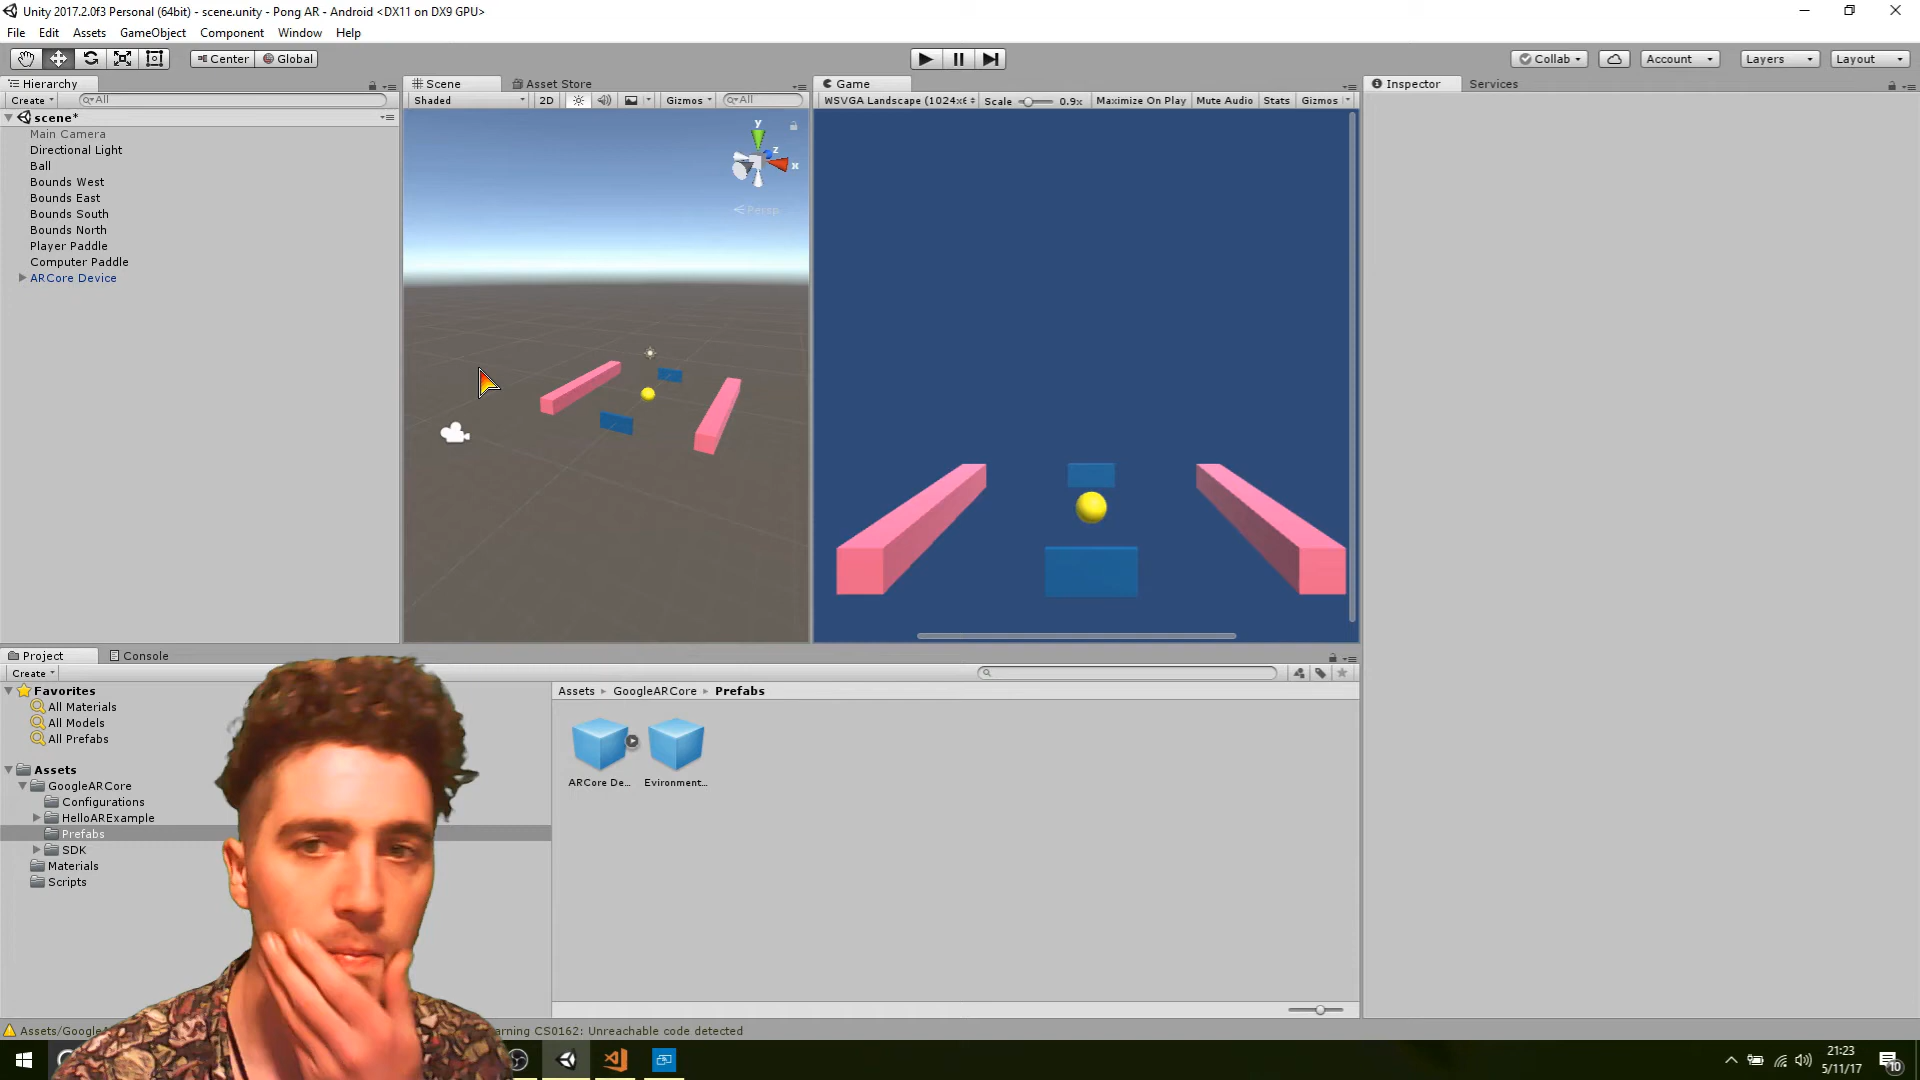 Unity 2017.2.0f3 Personal (64bit) - scene.unity - Pong AR - Android <DX11 on DX9 GPU>
File Edit Assets GameObject Component Window Help
Center Global Collab Account Layers Layout
Hierarchy Scene Asset Store Game Inspector Services
Create All Shaded 2D Gizmos All WSVGA Landscape (1024x6 Scale 0.9x Maximize On Play Mute Audio Stats Gizmos
scene*
Main Camera
Directional Light
Ball
Bounds West
Bounds East
Bounds South
Bounds North
Player Paddle
Computer Paddle
ARCore Device
y
z
x
Persp
Project Console
Create
Favorites
All Materials
All Models
All Prefabs
Assets
GoogleARCore
Configurations
HelloARExample
Prefabs
SDK
Materials
Scripts
Assets ▸ GoogleARCore ▸ Prefabs
ARCore De... Evironment...
Assets/GoogleA
arning CS0162: Unreachable code detected
21:23
5/11/17
10